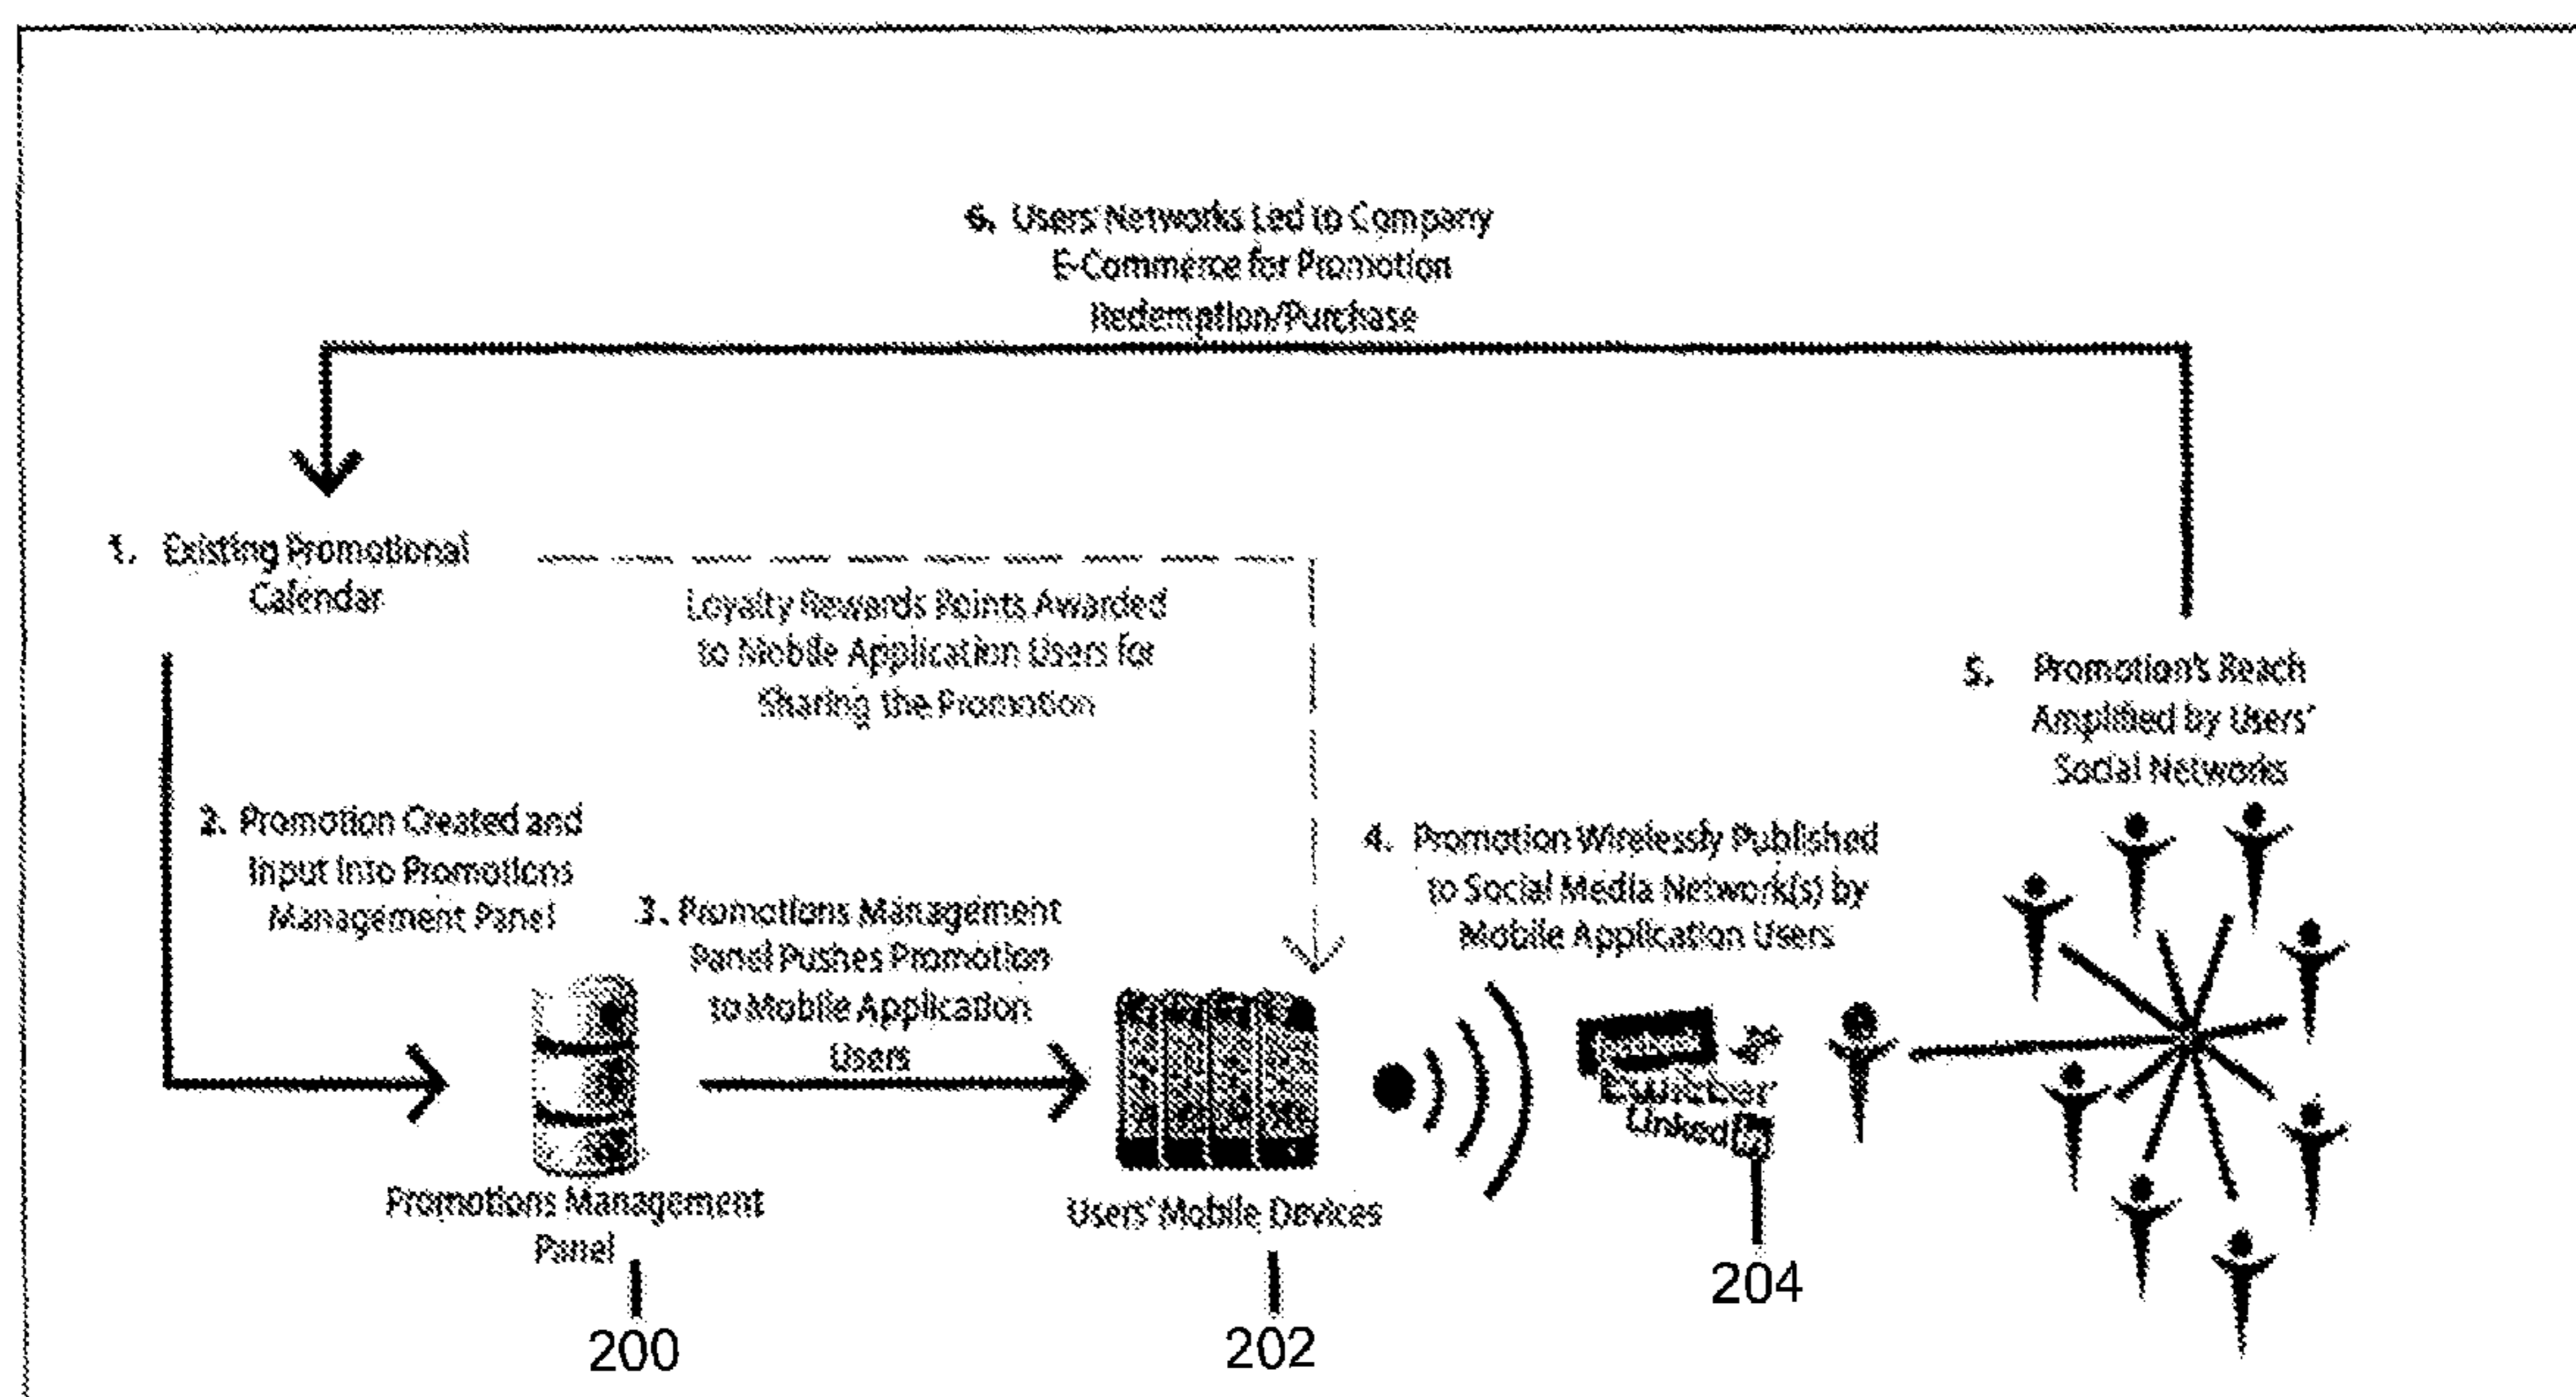 6. Users' Networks Led to Company
E-Commerce for Promotion
Redemption/Purchase
1. Existing Promotional
Calendar
Loyalty Rewards Points Awarded
to Mobile Application Users for
Sharing the Promotion
2. Promotion Created and
Input Into Promotions
Management Panel
3. Promotions Management
Panel Pushes Promotion
to Mobile Application
Users
4. Promotion Wirelessly Published
to Social Media Network(s) by
Mobile Application Users
5. Promotion's Reach
Amplified by Users'
Social Networks
Promotions Management
Panel
200
Users' Mobile Devices
202
Linked
204